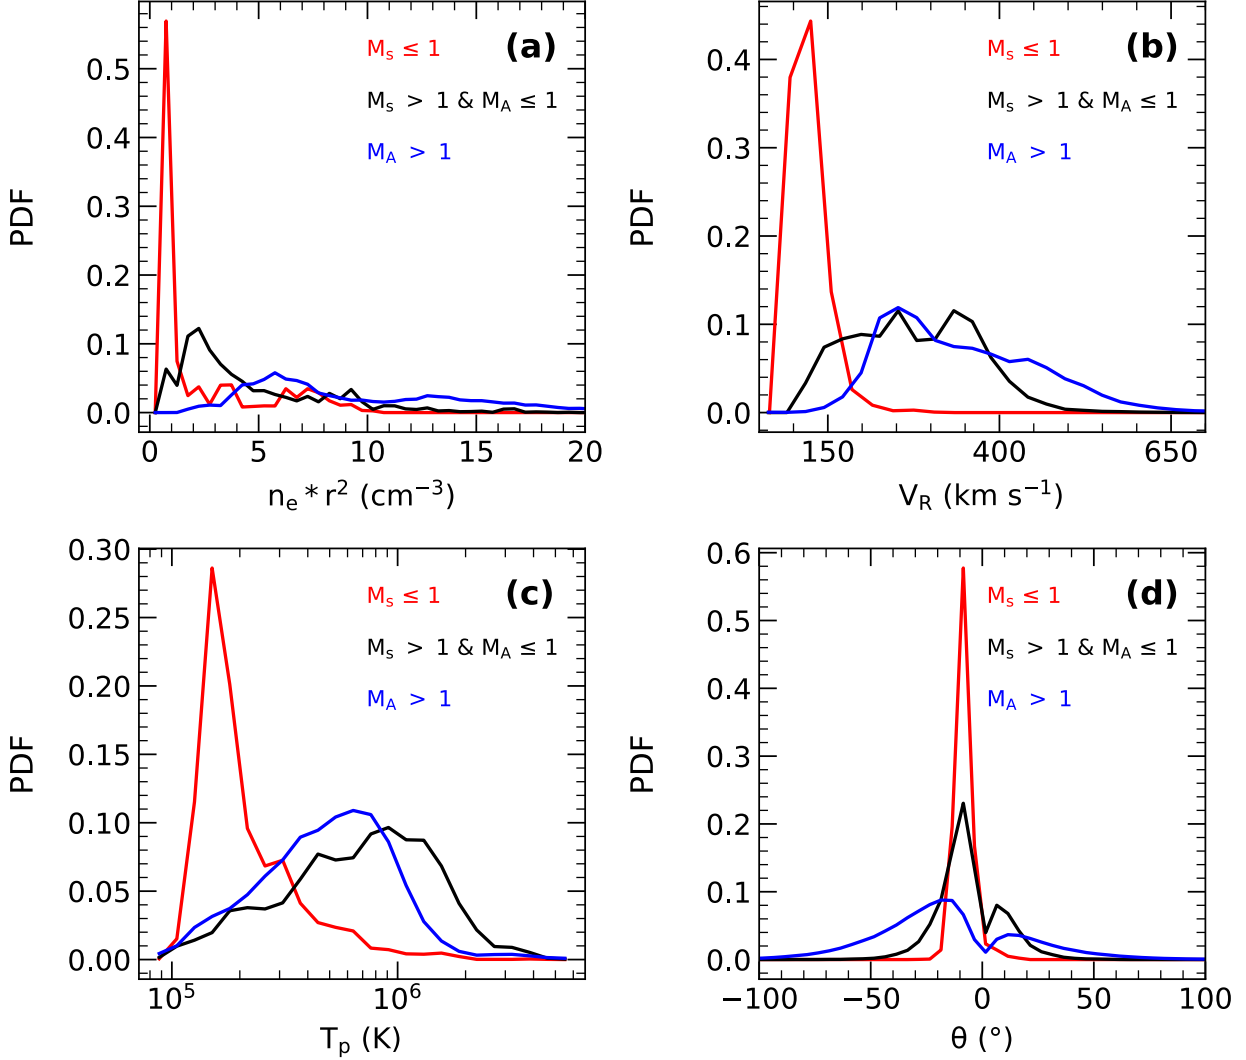 (a)
M_s ≤ 1
M_s > 1 & M_A ≤ 1
M_A > 1
PDF
0.5
0.4
0.3
0.2
0.1
0.0
0 5 10 15 20
n_e * r² (cm⁻³)
(b)
M_s ≤ 1
M_s > 1 & M_A ≤ 1
M_A > 1
PDF
0.4
0.3
0.2
0.1
0.0
150 400 650
V_R (km s⁻¹)
(c)
M_s ≤ 1
M_s > 1 & M_A ≤ 1
M_A > 1
PDF
0.30
0.25
0.20
0.15
0.10
0.05
0.00
10⁵ 10⁶
T_p (K)
(d)
M_s ≤ 1
M_s > 1 & M_A ≤ 1
M_A > 1
PDF
0.6
0.5
0.4
0.3
0.2
0.1
0.0
−100 −50 0 50 100
θ (°)